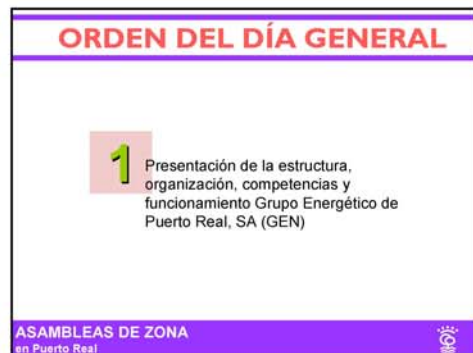 ORDEN DEL DÍA GENERAL
1
Presentación de la estructura,
organización, competencias y
funcionamiento Grupo Energético de
Puerto Real, SA (GEN)
ASAMBLEAS DE ZONA
en Puerto Real